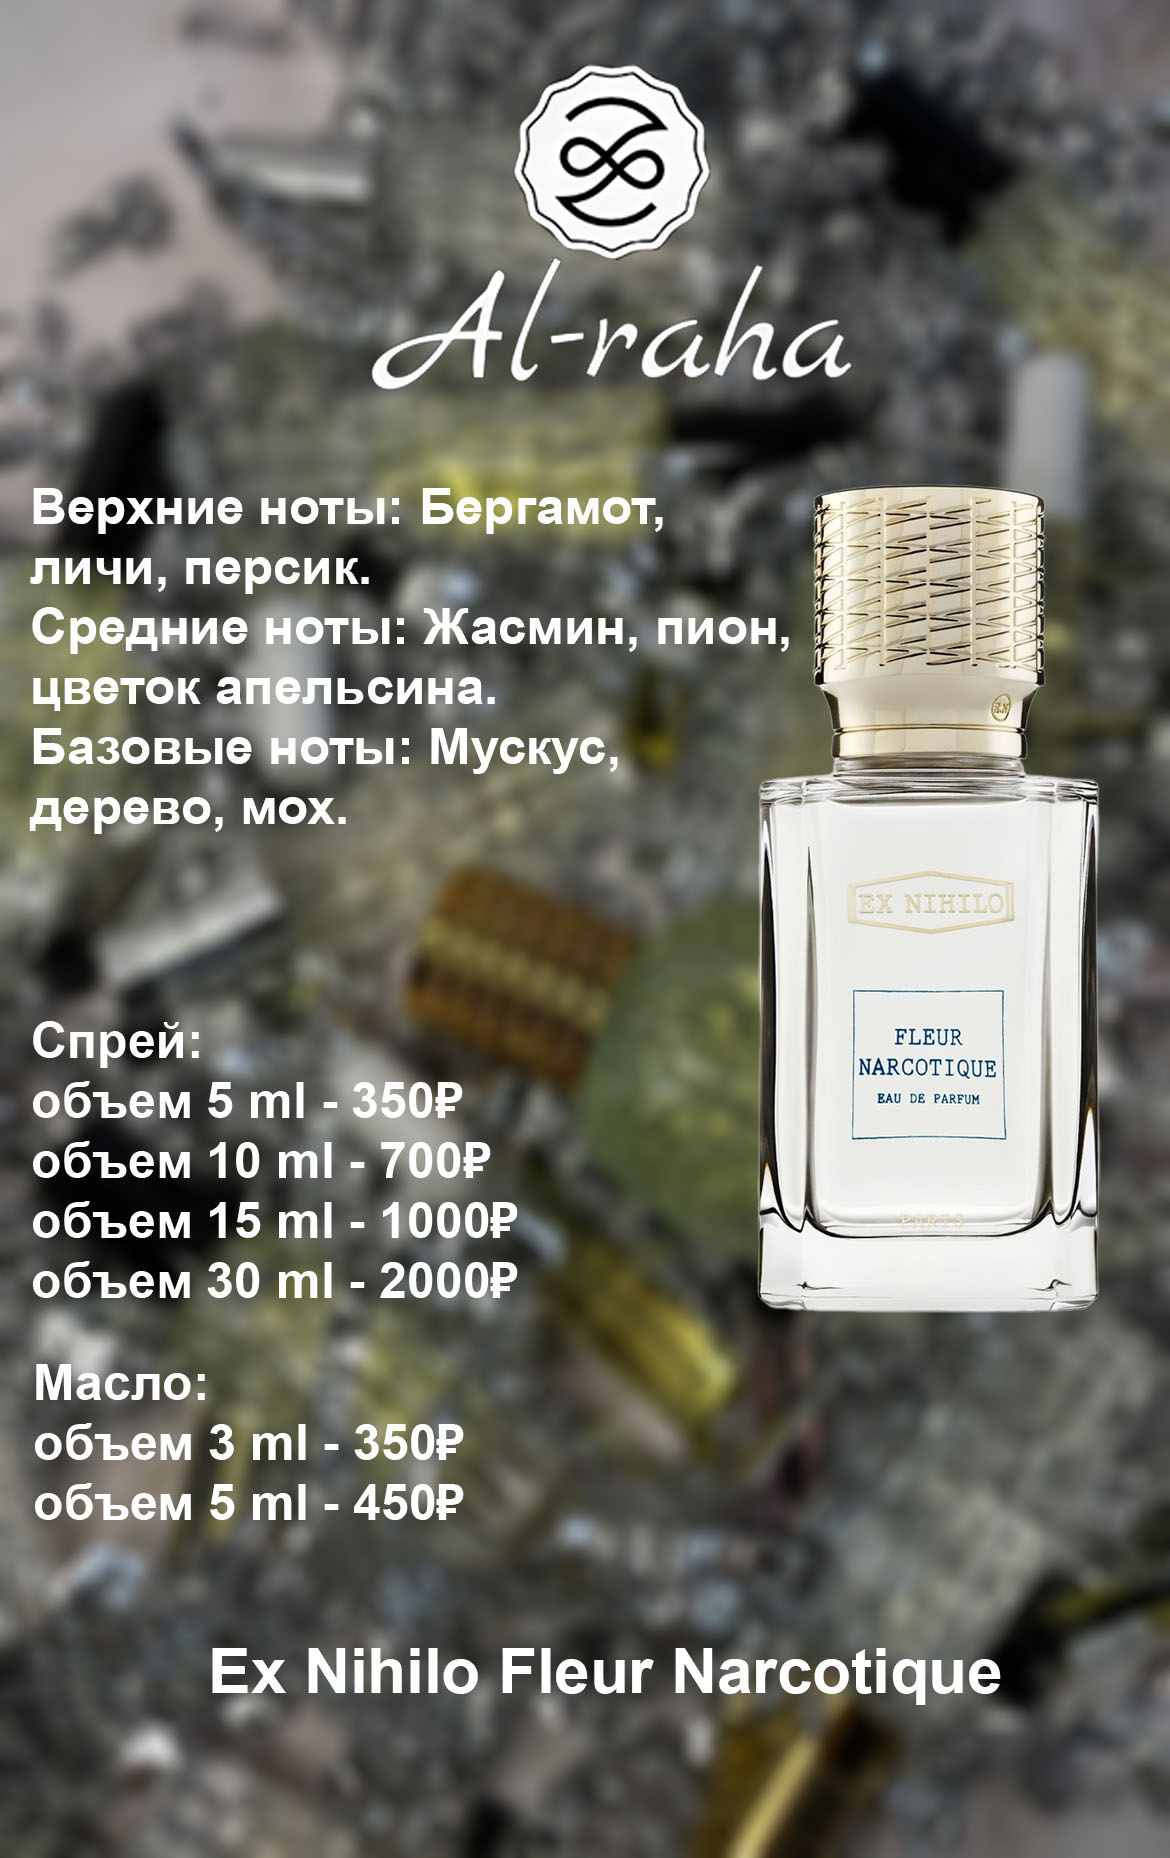 Al-raha
Верхние ноты: Бергамот,
личи, персик.
Средние ноты: Жасмин, пион,
цветок апельсина.
Базовые ноты: Мускус,
дерево, мох.
EX NIHILO
FLEUR
NARCOTIQUE
EAU DE PARFUM
PARIS
Спрей:
объем 5 ml - 350₽
объем 10 ml - 700₽
объем 15 ml - 1000₽
объем 30 ml - 2000₽
Масло:
объем 3 ml - 350₽
объем 5 ml - 450₽
Ex Nihilo Fleur Narcotique